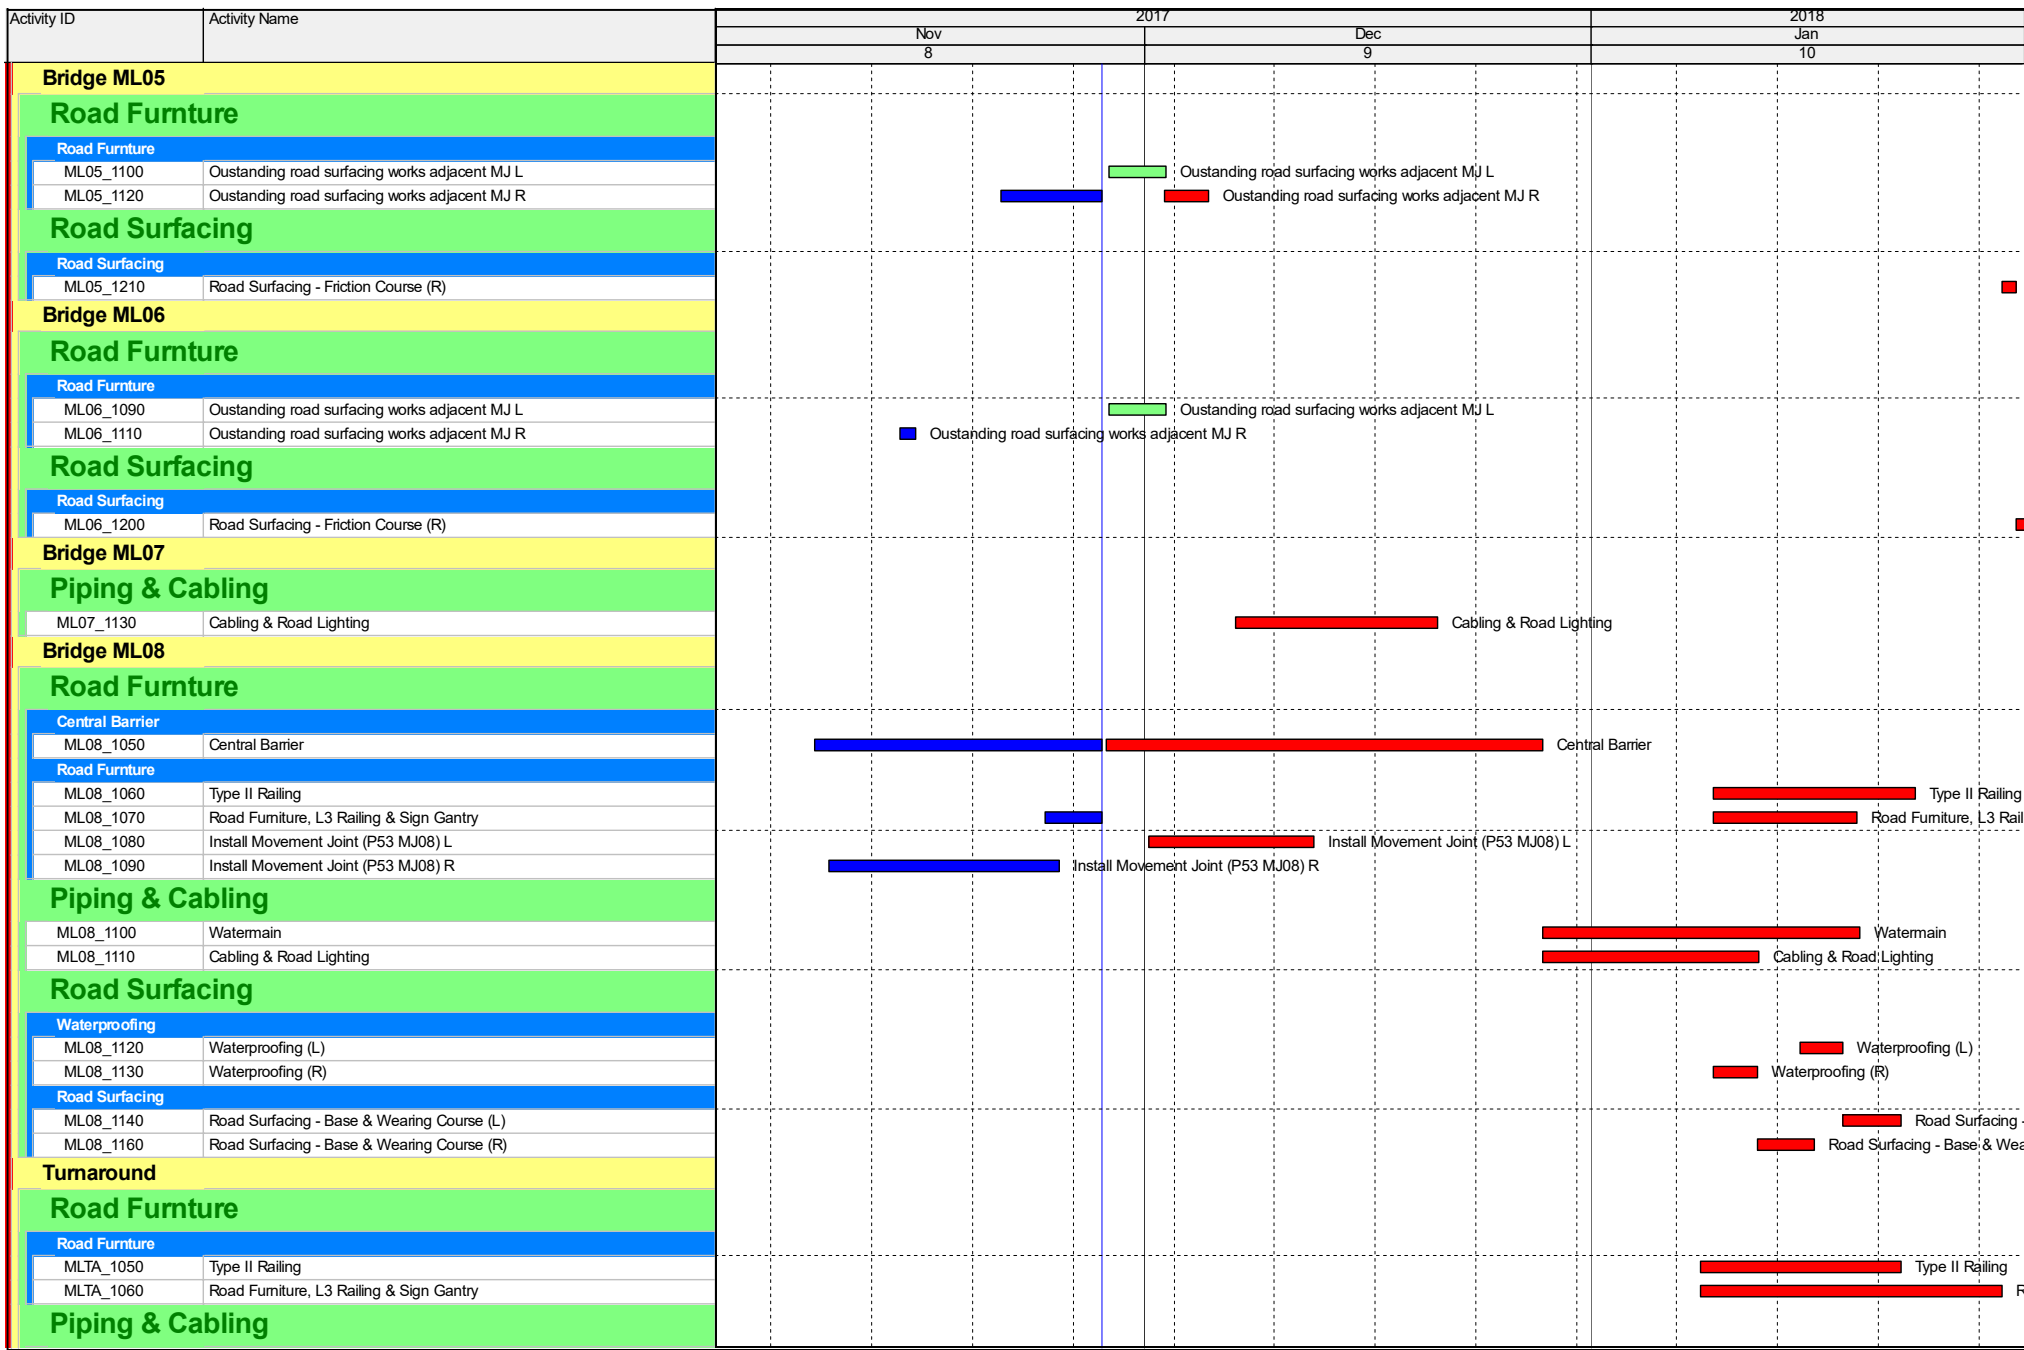 Activity ID Activity Name 2017 2018
Nov Dec Jan
8 9 10
Bridge ML05
Road Furnture
Road Furnture
ML05_1100 Oustanding road surfacing works adjacent MJ L Oustanding road surfacing works adjacent MJ L
ML05_1120 Oustanding road surfacing works adjacent MJ R Oustanding road surfacing works adjacent MJ R
Road Surfacing
Road Surfacing
ML05_1210 Road Surfacing - Friction Course (R)
Bridge ML06
Road Furnture
Road Furnture
ML06_1090 Oustanding road surfacing works adjacent MJ L Oustanding road surfacing works adjacent MJ L
ML06_1110 Oustanding road surfacing works adjacent MJ R Oustanding road surfacing works adjacent MJ R
Road Surfacing
Road Surfacing
ML06_1200 Road Surfacing - Friction Course (R)
Bridge ML07
Piping & Cabling
ML07_1130 Cabling & Road Lighting Cabling & Road Lighting
Bridge ML08
Road Furnture
Central Barrier
ML08_1050 Central Barrier Central Barrier
Road Furnture
ML08_1060 Type II Railing Type II Railing
ML08_1070 Road Furniture, L3 Railing & Sign Gantry Road Furniture, L3 Rail
ML08_1080 Install Movement Joint (P53 MJ08) L Install Movement Joint (P53 MJ08) L
ML08_1090 Install Movement Joint (P53 MJ08) R Install Movement Joint (P53 MJ08) R
Piping & Cabling
ML08_1100 Watermain Watermain
ML08_1110 Cabling & Road Lighting Cabling & Road Lighting
Road Surfacing
Waterproofing
ML08_1120 Waterproofing (L) Waterproofing (L)
ML08_1130 Waterproofing (R) Waterproofing (R)
Road Surfacing
ML08_1140 Road Surfacing - Base & Wearing Course (L) Road Surfacing -
ML08_1160 Road Surfacing - Base & Wearing Course (R) Road Surfacing - Base & Wea
Turnaround
Road Furnture
Road Furnture
MLTA_1050 Type II Railing Type II Railing
MLTA_1060 Road Furniture, L3 Railing & Sign Gantry R
Piping & Cabling